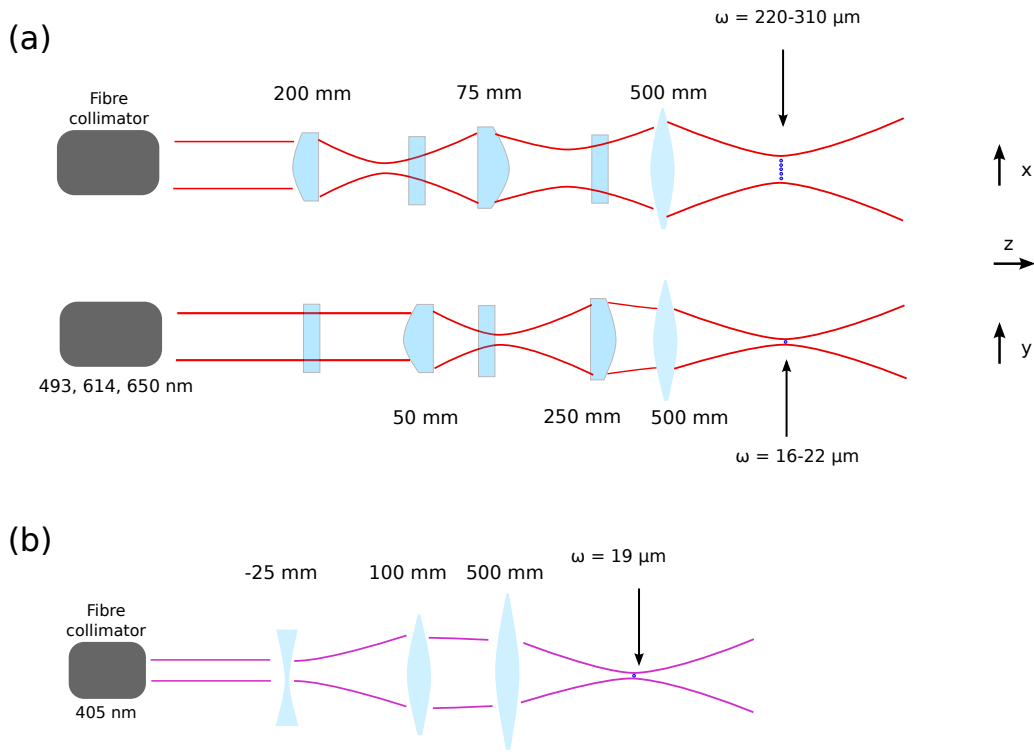 (a)
ω = 220-310 μm
200 mm
75 mm
500 mm
Fibre
collimator
x
z
y
493, 614, 650 nm
50 mm
250 mm
500 mm
ω = 16-22 μm
(b)
ω = 19 μm
-25 mm
100 mm
500 mm
Fibre
collimator
405 nm